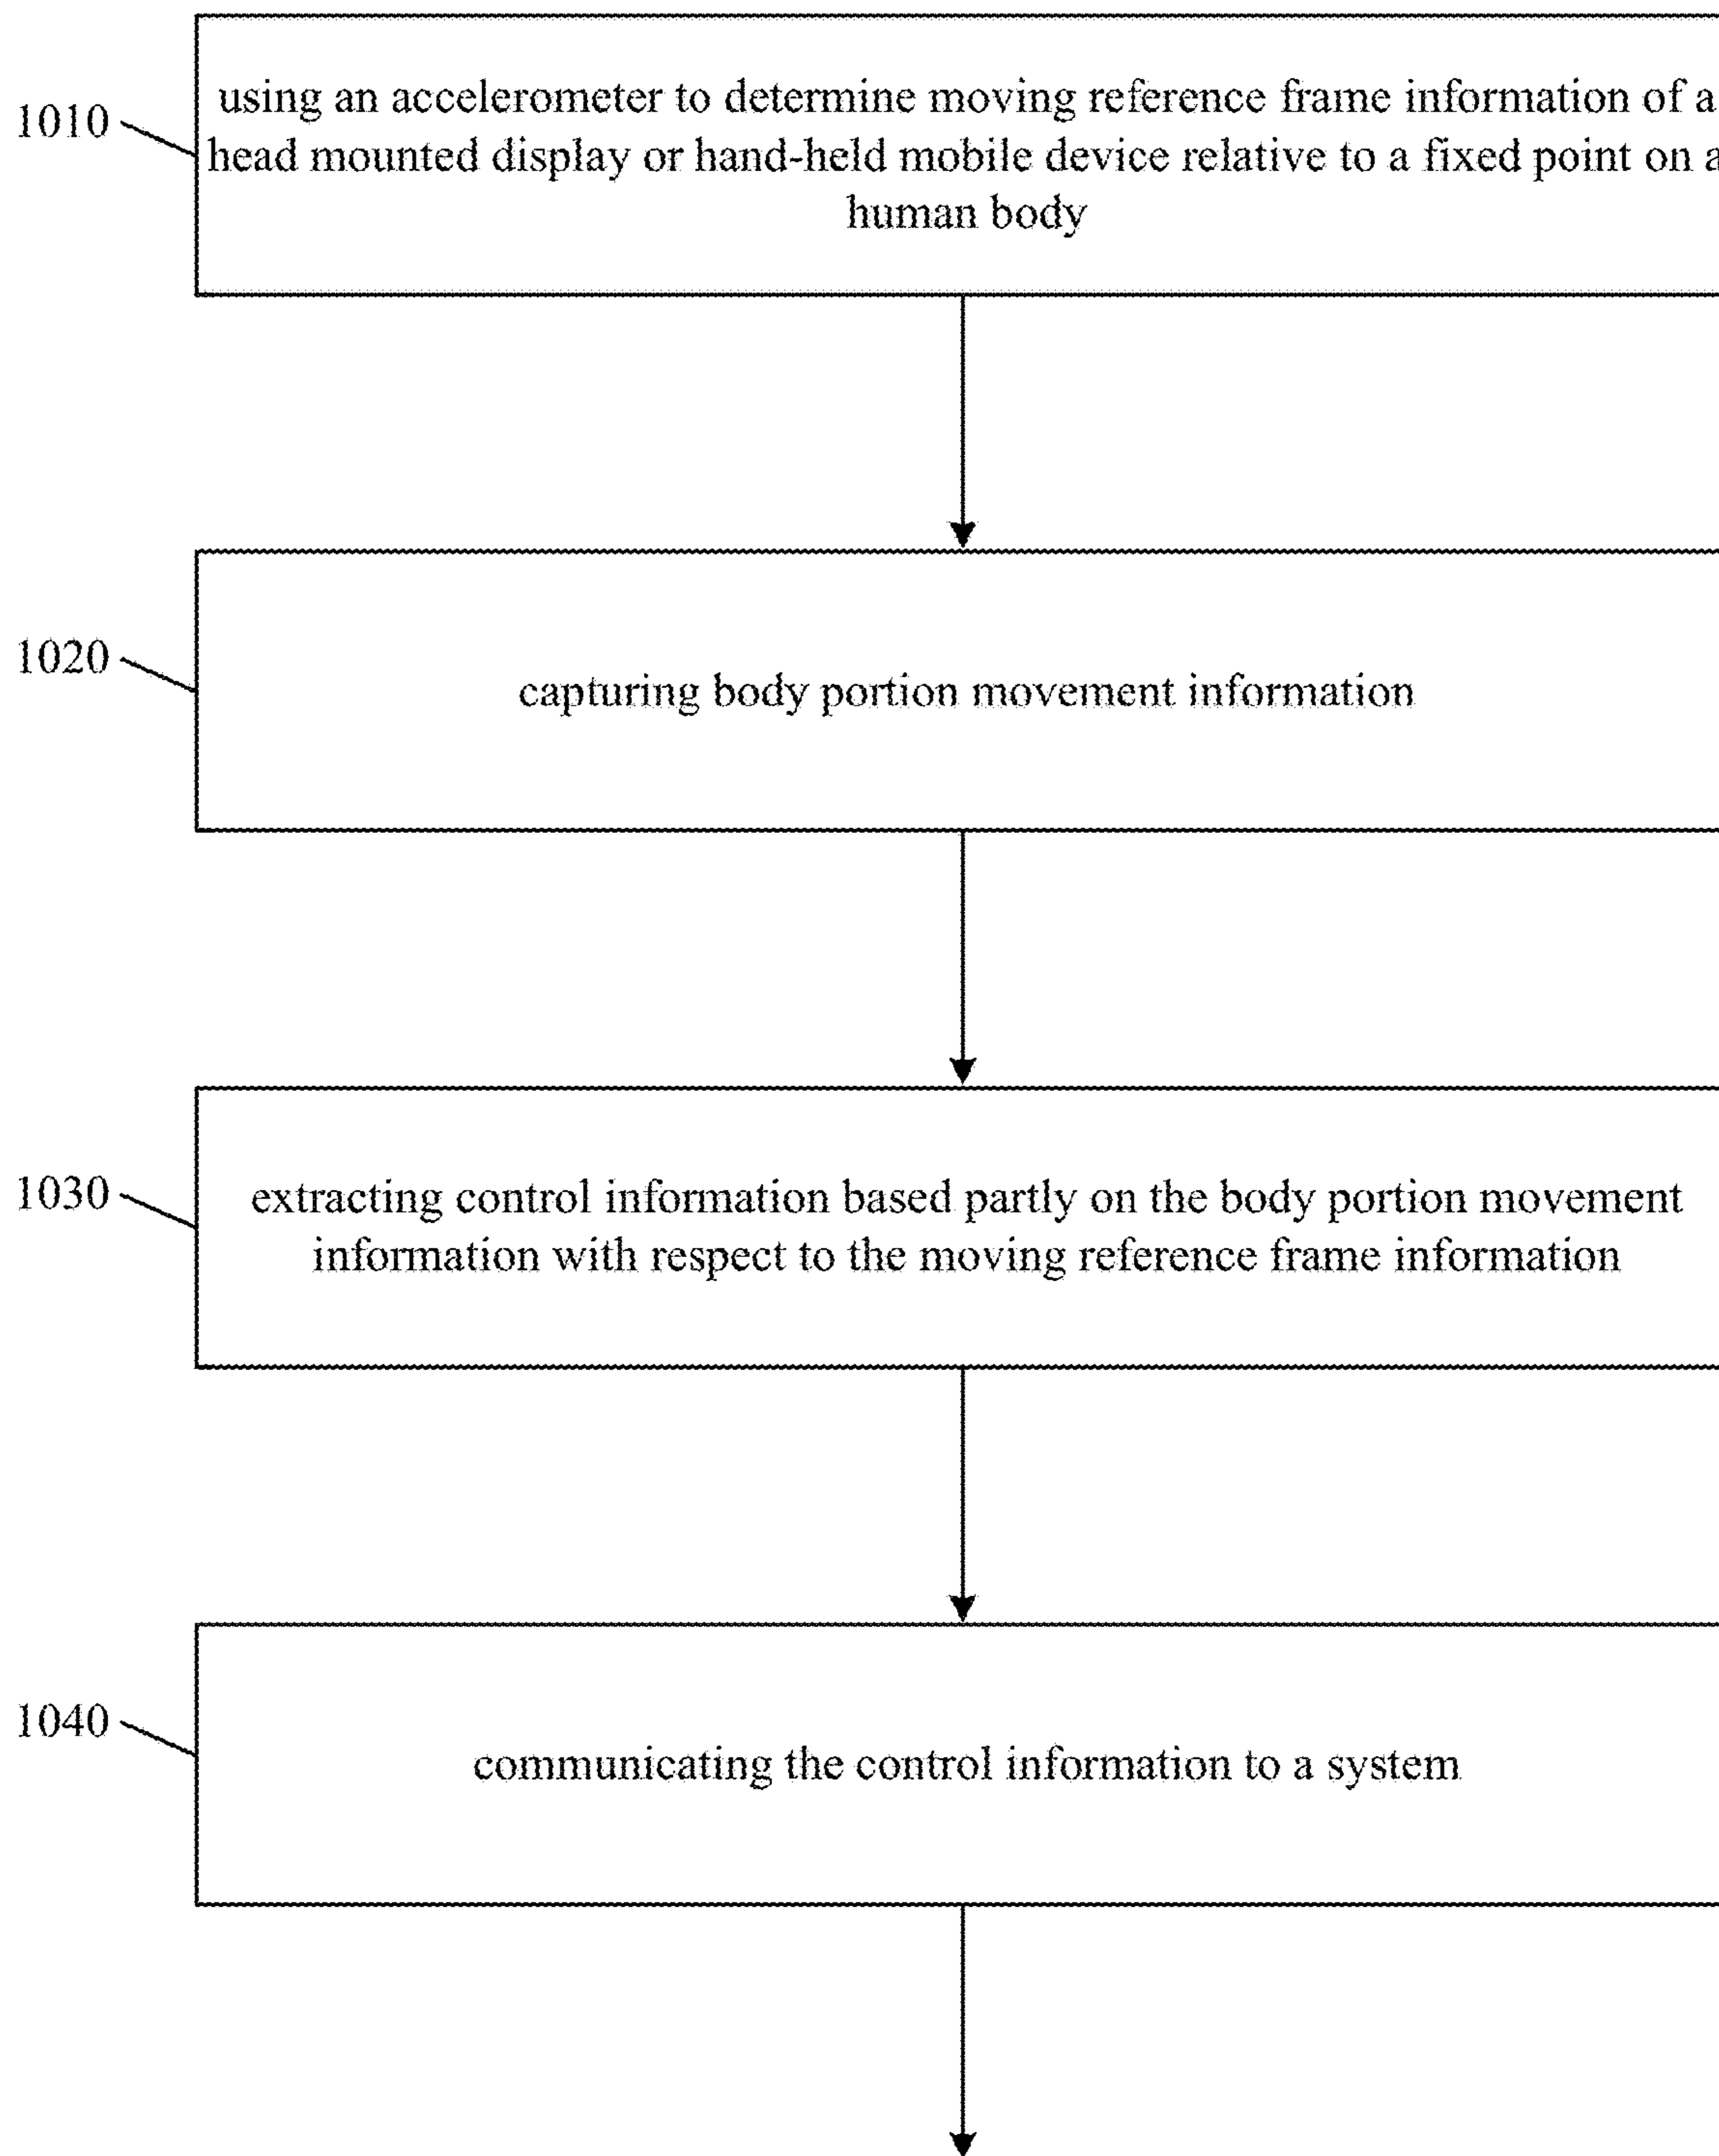 1010
using an accelerometer to determine moving reference frame information of a
head mounted display or hand-held mobile device relative to a fixed point on a
human body
1020
capturing body portion movement information
1030
extracting control information based partly on the body portion movement
information with respect to the moving reference frame information
1040
communicating the control information to a system